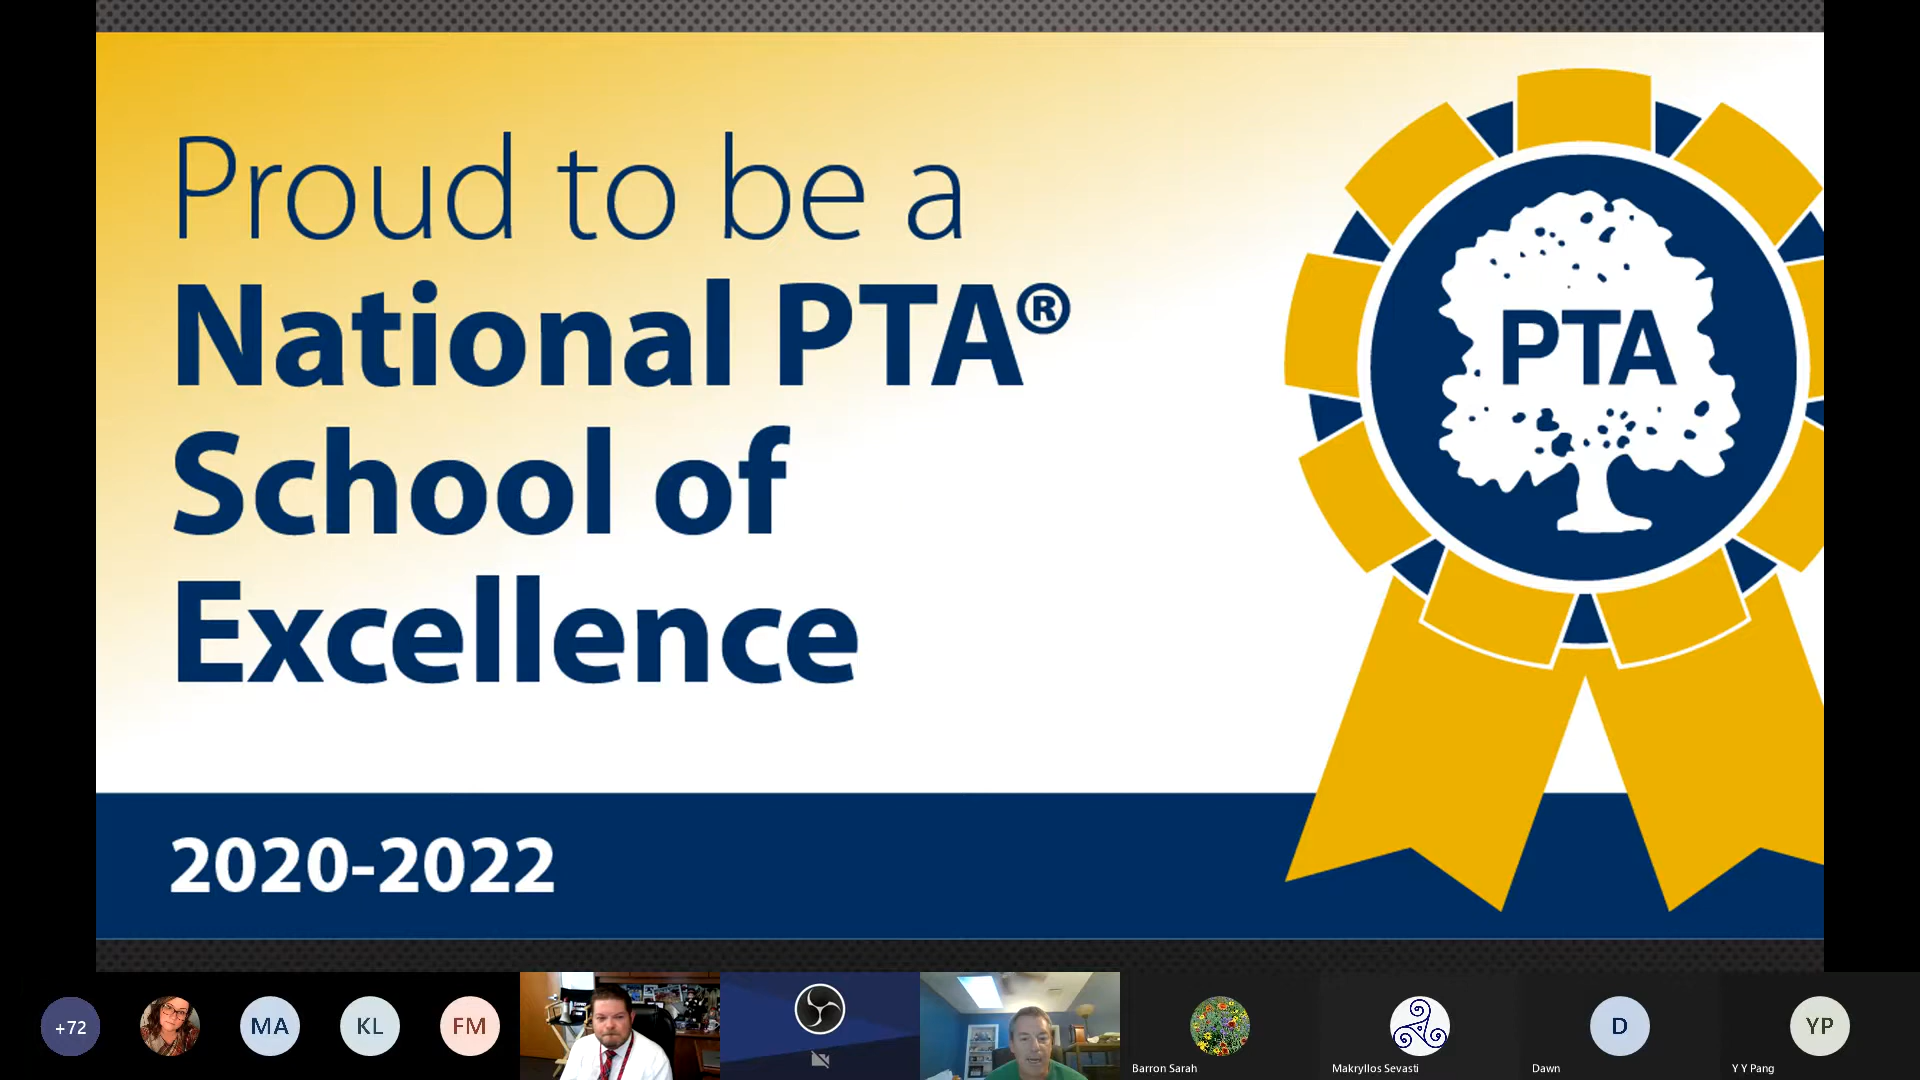 Proud to be a
National PTA®
School of
Excellence
PTA
2020-2022
+72
MA
KL
FM
Barron Sarah
Makryllos Sevasti
D
Dawn
YP
Y Y Pang